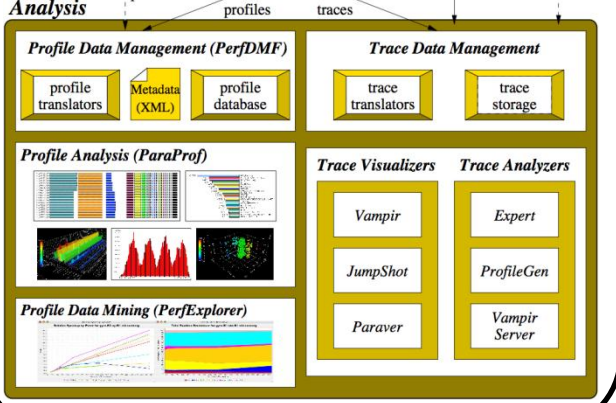 Analysis
profiles
traces
Profile Data Management (PerfDMF)
profile
translators
Metadata
(XML)
profile
database
Trace Data Management
trace
translators
trace
storage
Profile Analysis (ParaProf)
Profile Data Mining (PerfExplorer)
Trace Visualizers
Vampir
JumpShot
Paraver
Trace Analyzers
Expert
ProfileGen
Vampir
Server